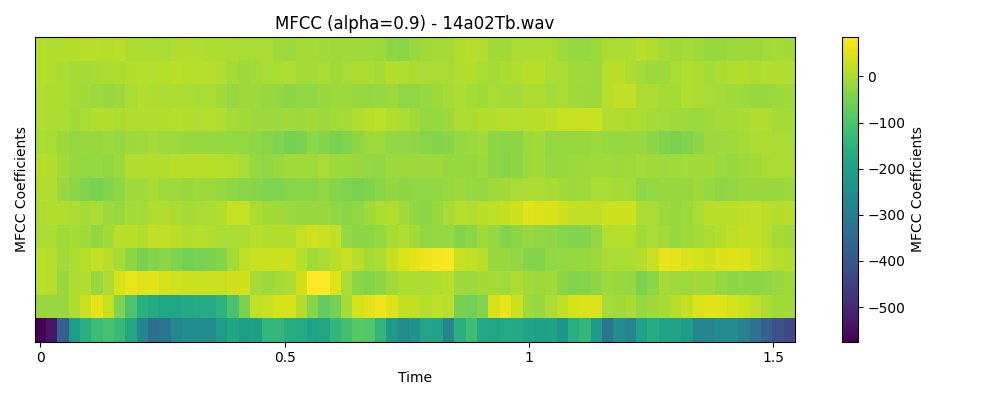 MFCC (alpha=0.9) - 14a02Tb.wav
MFCC Coefficients
0
0.5
1
1.5
Time
0
−100
−200
−300
−400
−500
MFCC Coefficients